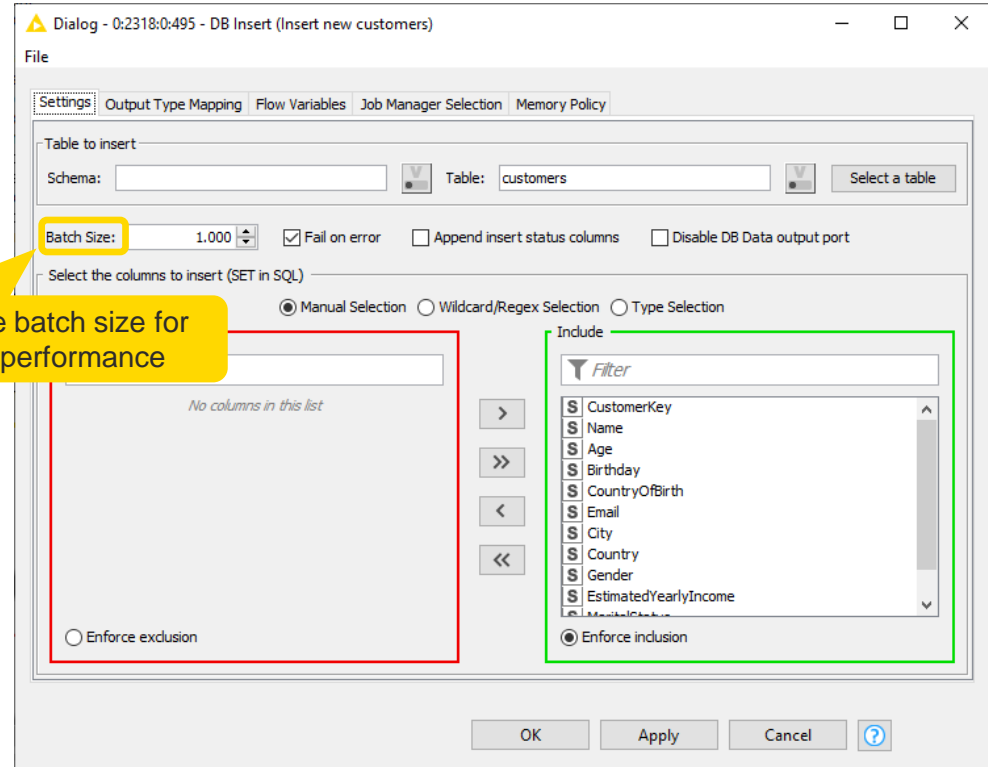 Dialog - 0:2318:0:495 - DB Insert (Insert new customers)
File
Settings Output Type Mapping Flow Variables Job Manager Selection Memory Policy
Table to insert
Schema: V Table: customers V Select a table
Batch Size: 1.000 Fail on error Append insert status columns Disable DB Data output port
Select the columns to insert (SET in SQL)
Manual Selection Wildcard/Regex Selection Type Selection
batch size for
performance
Include
Filter
No columns in this list
S CustomerKey
S Name
S Age
S Birthday
S CountryOfBirth
S Email
S City
S Country
S Gender
S EstimatedYearlyIncome
> 
>>
<
<<
Enforce exclusion
Enforce inclusion
OK Apply Cancel ?